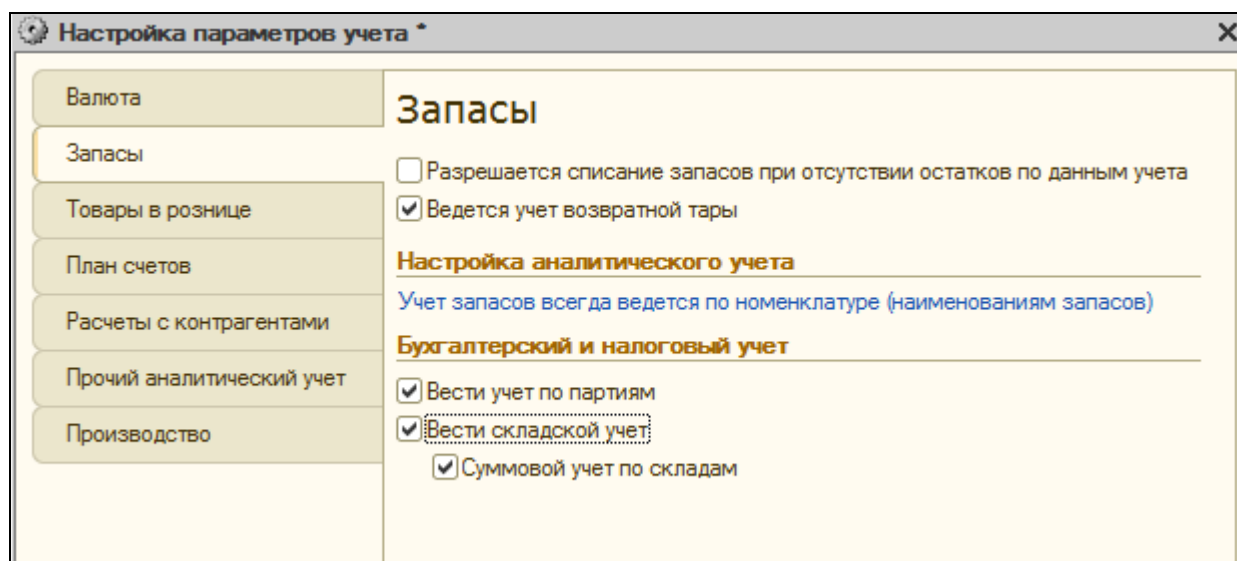 Настройка параметров учета *
Валюта
Запасы
Товары в рознице
План счетов
Расчеты с контрагентами
Прочий аналитический учет
Производство
Запасы
Разрешается списание запасов при отсутствии остатков по данным учета
Ведется учет возвратной тары
Настройка аналитического учета
Учет запасов всегда ведется по номенклатуре (наименованиям запасов)
Бухгалтерский и налоговый учет
Вести учет по партиям
Вести складской учет
Суммовой учет по складам